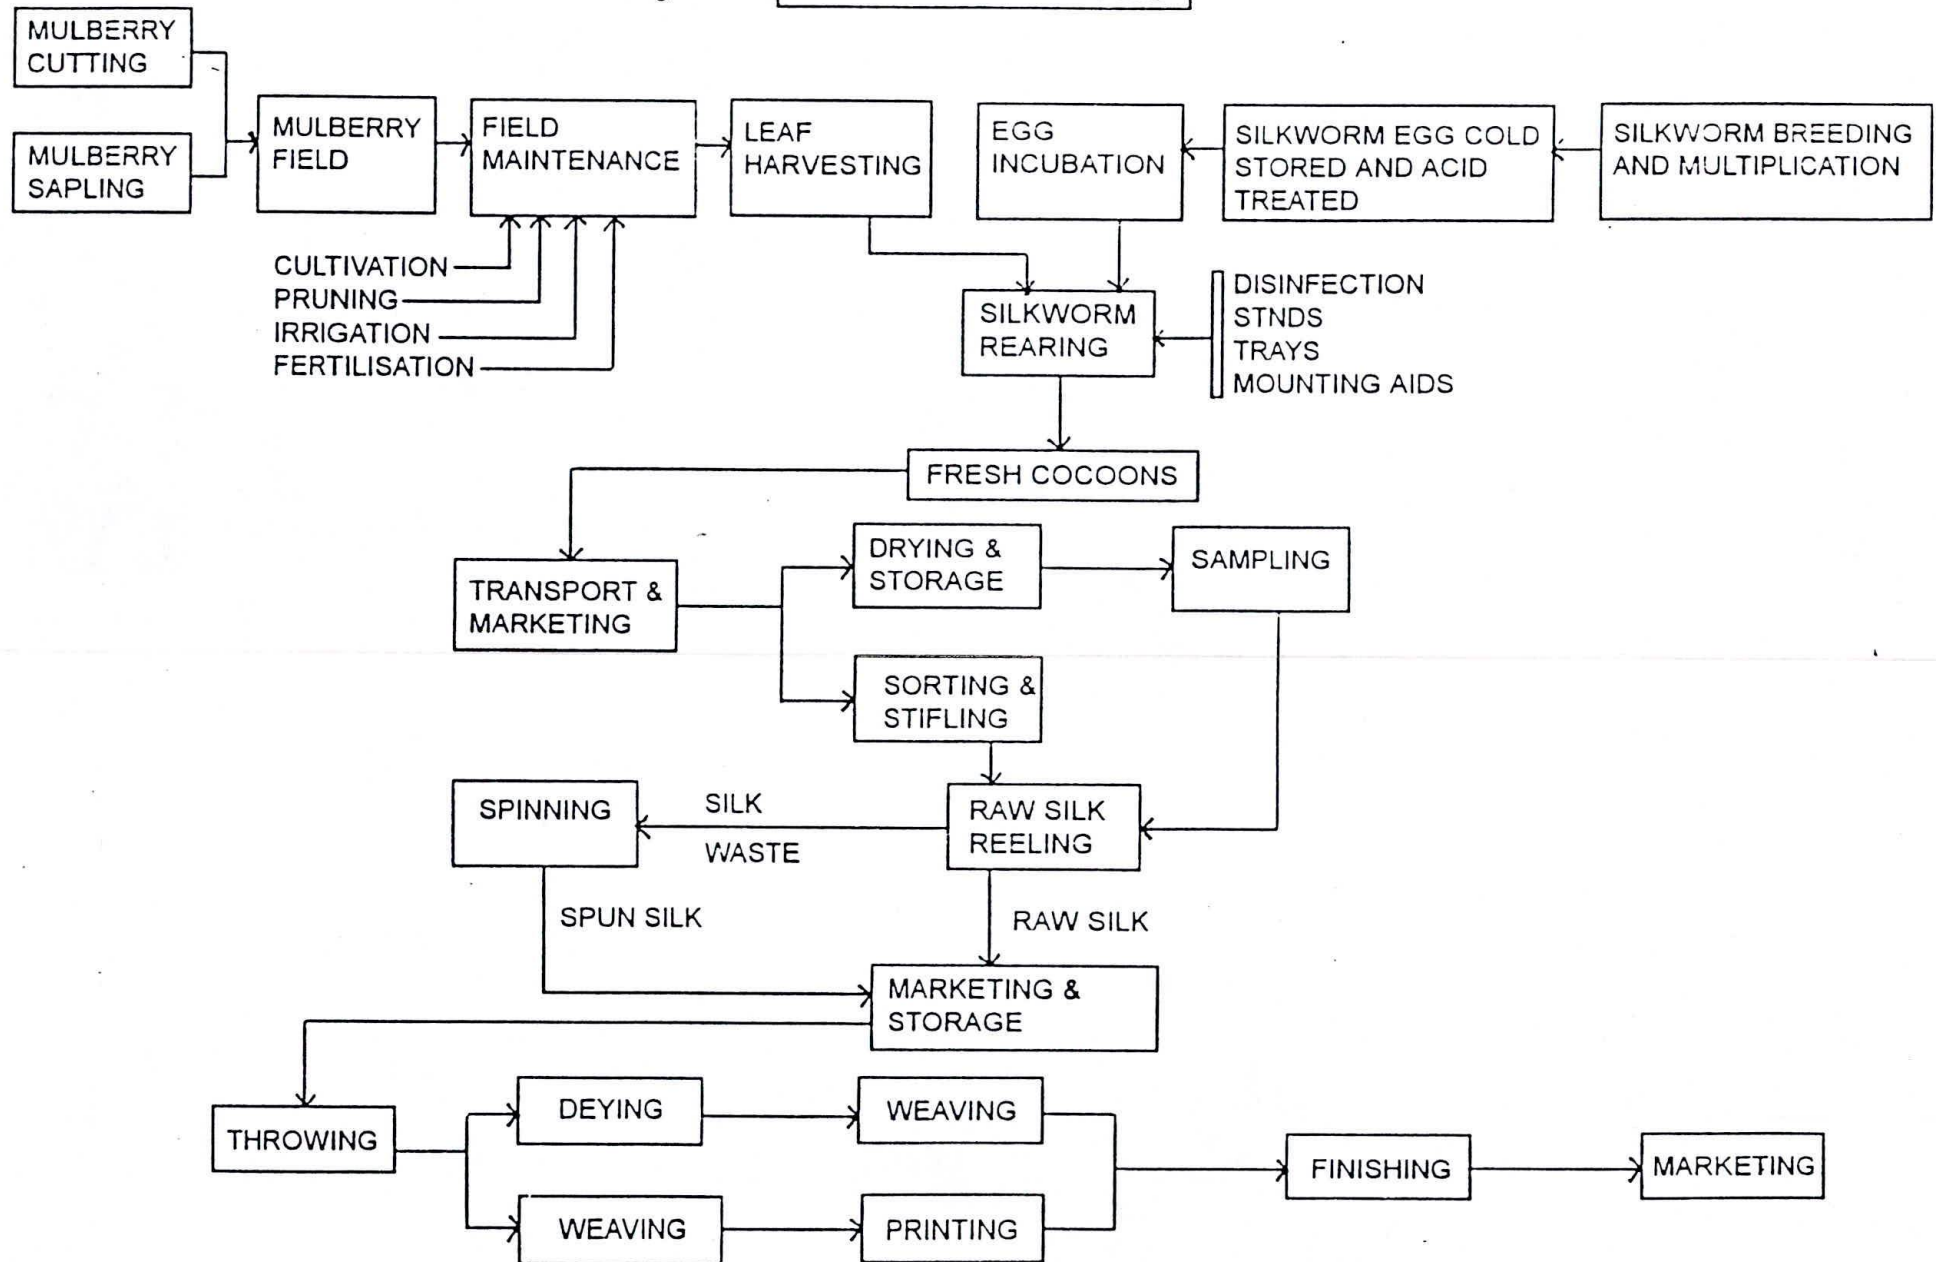 MULBERRY
CUTTING
MULBERRY
SAPLING
MULBERRY
FIELD
FIELD
MAINTENANCE
LEAF
HARVESTING
EGG
INCUBATION
SILKWORM EGG COLD
STORED AND ACID
TREATED
SILKWORM BREEDING
AND MULTIPLICATION
CULTIVATION
PRUNING
IRRIGATION
FERTILISATION
SILKWORM
REARING
DISINFECTION
STNDS
TRAYS
MOUNTING AIDS
FRESH COCOONS
TRANSPORT &
MARKETING
DRYING &
STORAGE
SAMPLING
SORTING &
STIFLING
SPINNING
SILK
WASTE
RAW SILK
REELING
SPUN SILK
RAW SILK
MARKETING &
STORAGE
THROWING
DEYING
WEAVING
WEAVING
PRINTING
FINISHING
MARKETING